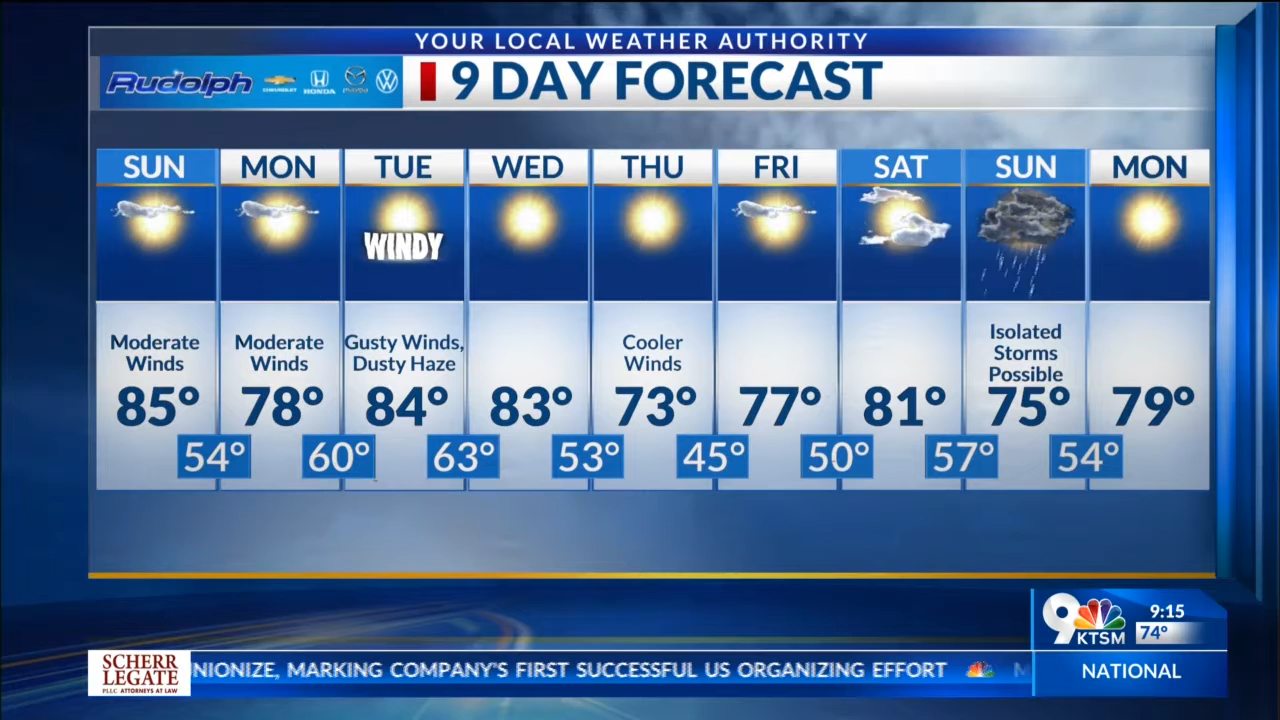 YOUR LOCAL WEATHER AUTHORITY
Rudolph
CHEVROLET
HONDA
mazda
9 DAY FORECAST
SUN MON TUE WED THU FRI SAT SUN MON
WINDY
Moderate
Winds
Moderate
Winds
Gusty Winds,
Dusty Haze
Cooler
Winds
Isolated
Storms
Possible
85° 78° 84° 83° 73° 77° 81° 75° 79°
54° 60° 63° 53° 45° 50° 57° 54°
9
KTSM
9:15
74°
SCHERR
LEGATE
PLLC ATTORNEYS AT LAW
NIONIZE, MARKING COMPANY'S FIRST SUCCESSFUL US ORGANIZING EFFORT M
NATIONAL